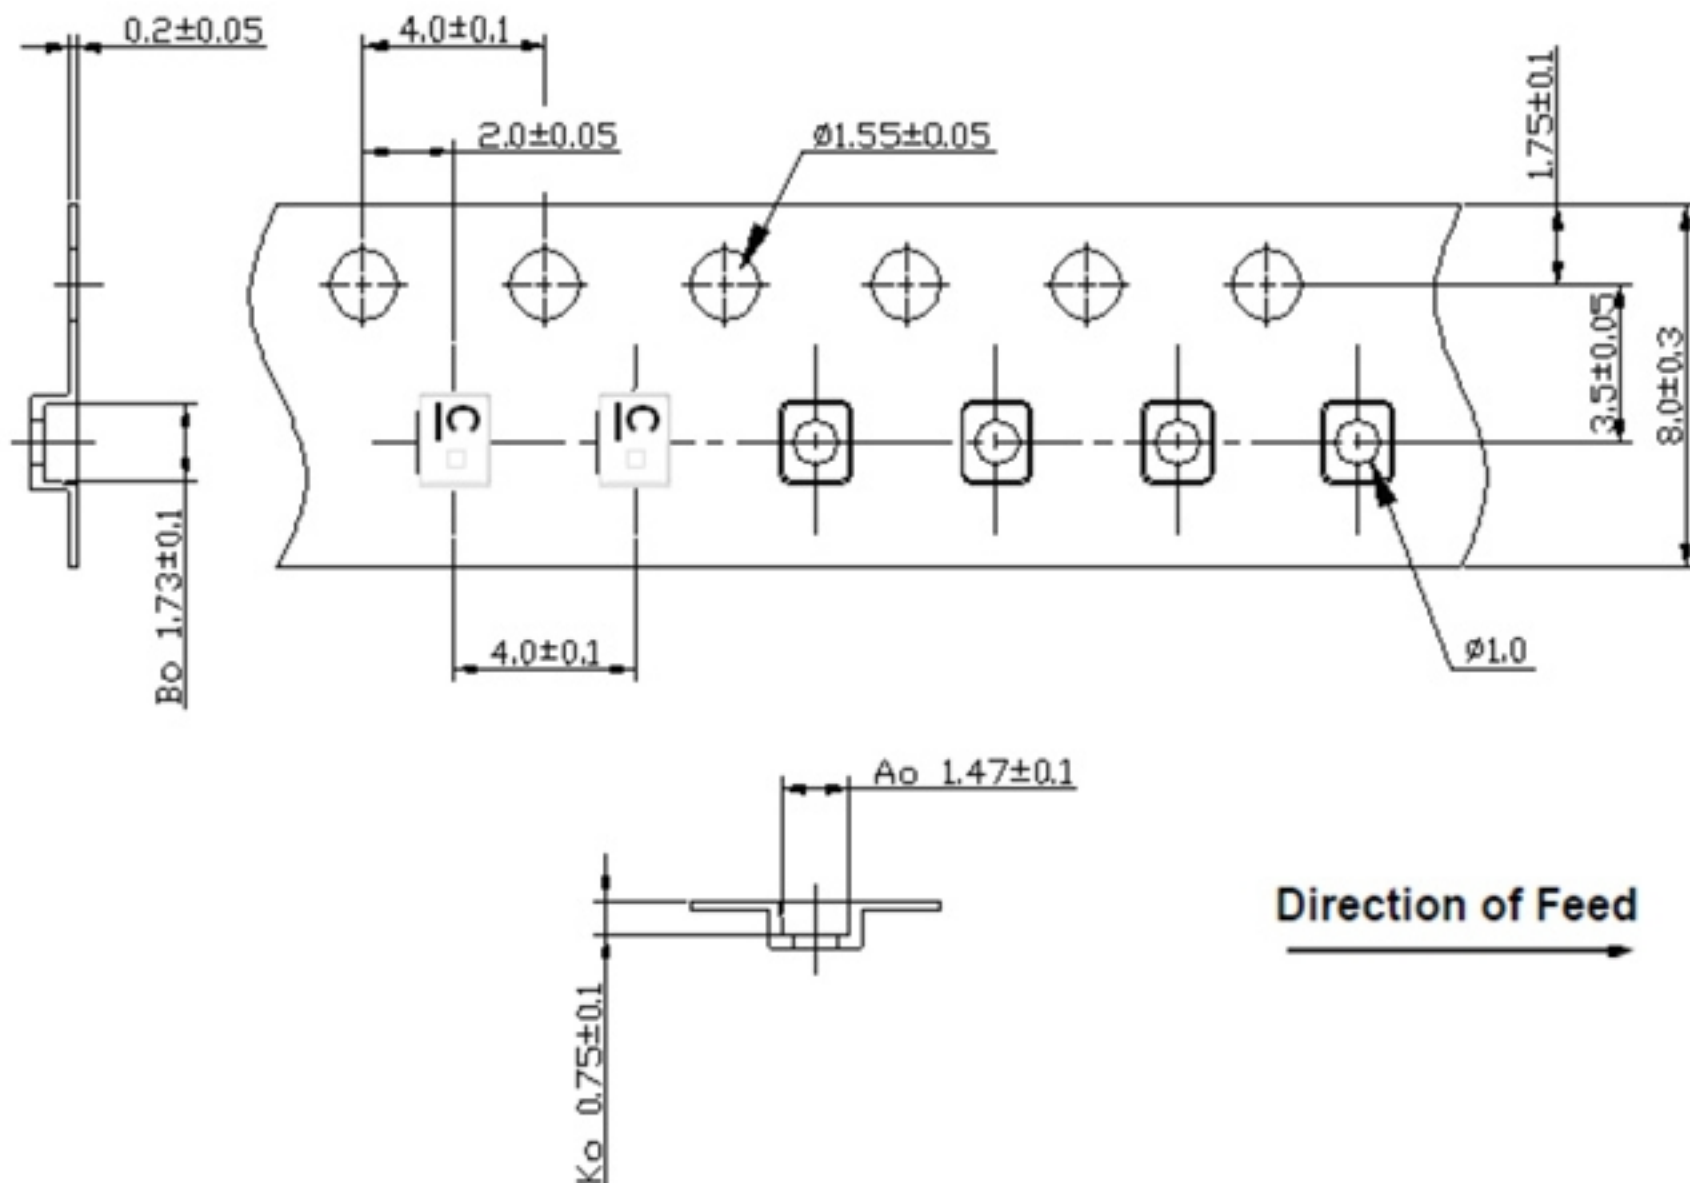 0.2±0.05
4.0±0.1
2.0±0.05
Ø1.55±0.05
1.75±0.1
3.5±0.05
8.0±0.3
C
C
Bo 1.73±0.1
4.0±0.1
Ø1.0
Ao 1.47±0.1
Ko 0.75±0.1
Direction of Feed